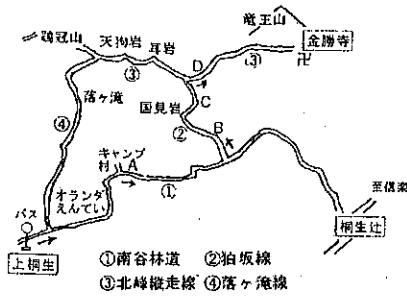 竜王山
鶏冠山
天狗岩
耳岩
D
金勝寺
③
③
卍
落ヶ滝
C
国見岩
④
②
B
キャンプ村
A
①
オランダえんてい
バス
至信楽
上桐生
桐生辻
①南谷林道 ②狛坂線
③北峰縦走線 ④落ヶ滝線